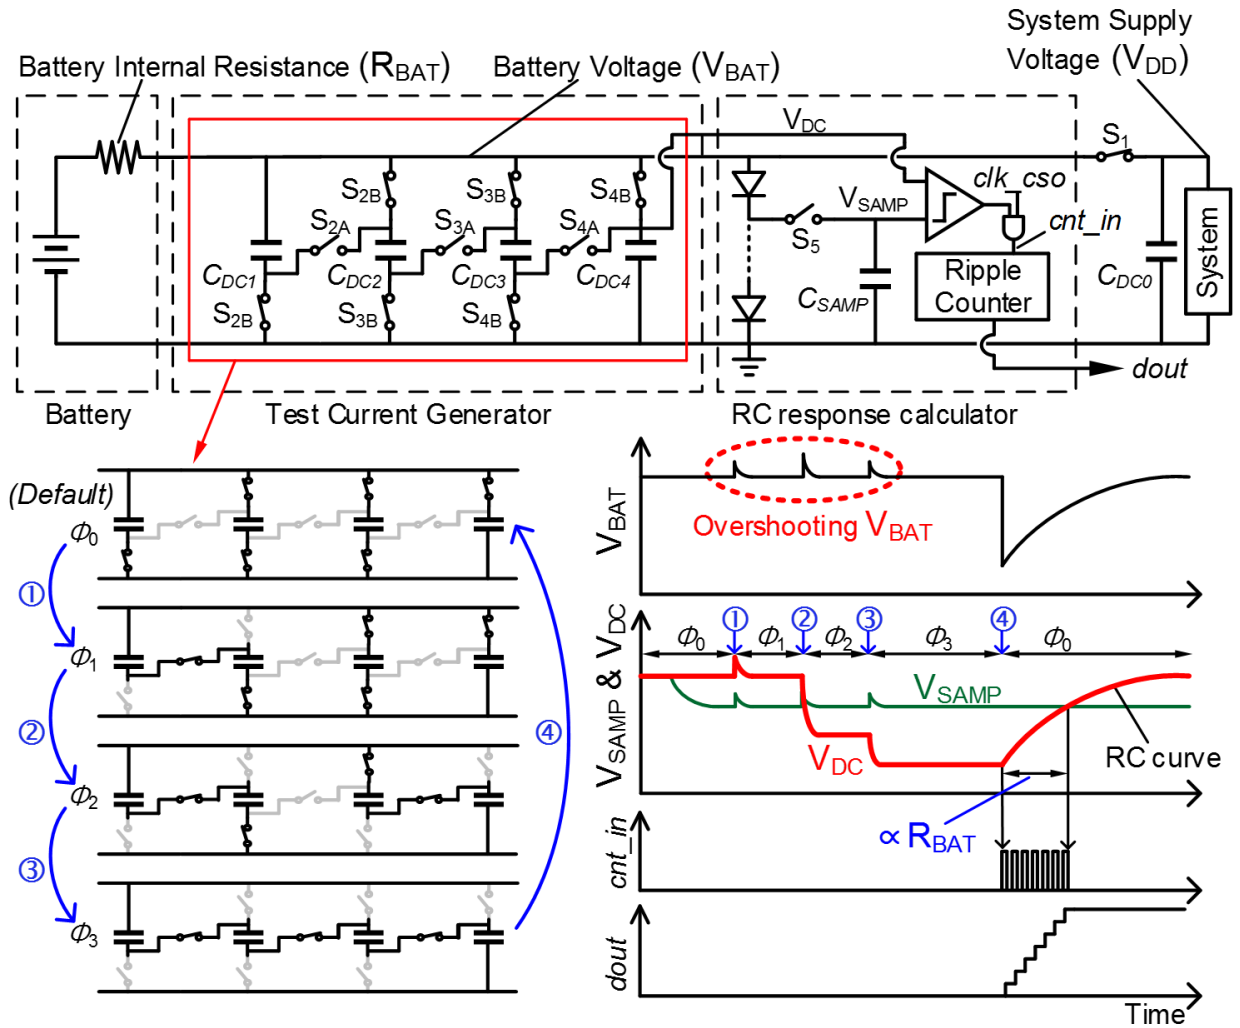 System Supply
Voltage (VDD)
Battery Internal Resistance (RBAT)
Battery Voltage (VBAT)
VDC
S1
S2B
S3B
S4B
clk_cso
S2A
S3A
S4A
VSAMP
S5
cnt_in
CDC1
CDC2
CDC3
CDC4
CSAMP
Ripple
Counter
CDC0
System
S2B
S3B
S4B
dout
Battery
Test Current Generator
RC response calculator
(Default)
Φ0
①
Φ1
②
Φ2
③
Φ3
④
VBAT
Overshooting VBAT
VSAMP & VDC
① ② ③ ④
Φ0 Φ1 Φ2 Φ3 Φ0
VSAMP
VDC
RC curve
∝ RBAT
cnt_in
dout
Time